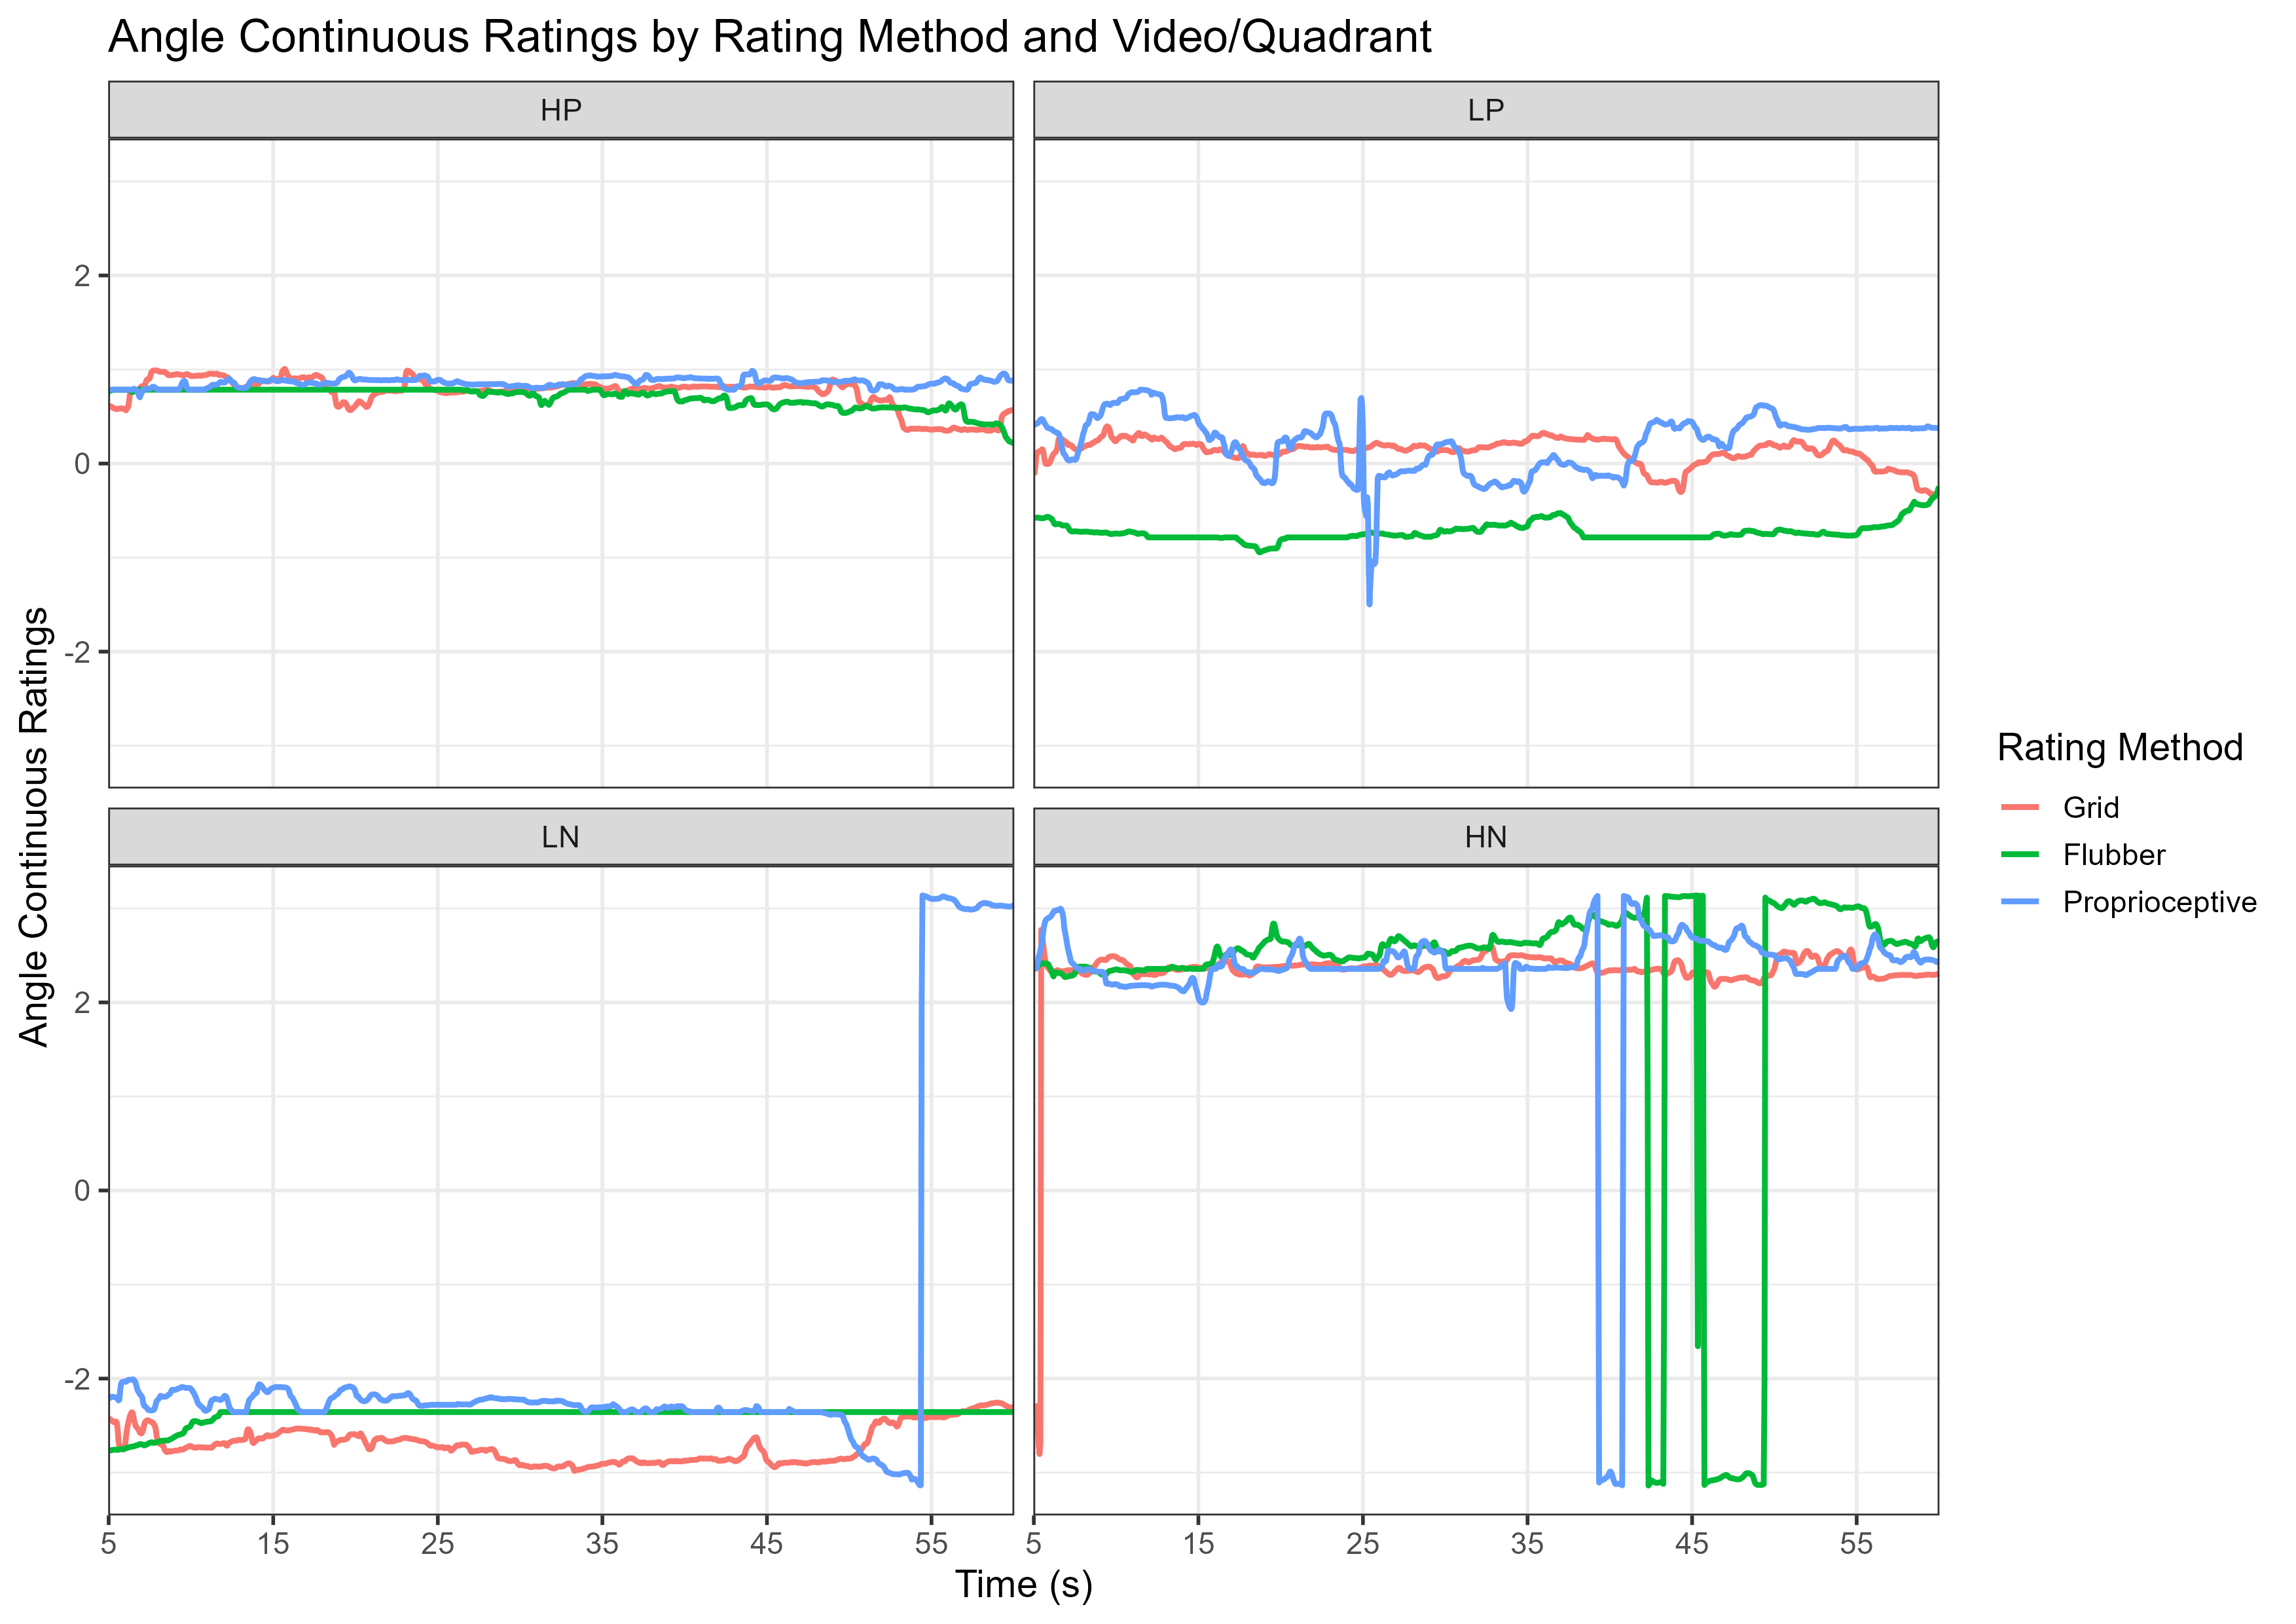 Angle Continuous Ratings by Rating Method and Video/Quadrant
HP
LP
2
0
-2
Angle Continuous Ratings
LN
HN
2
0
-2
5 15 25 35 45 55
5 15 25 35 45 55
Time (s)
Rating Method
Grid
Flubber
Proprioceptive